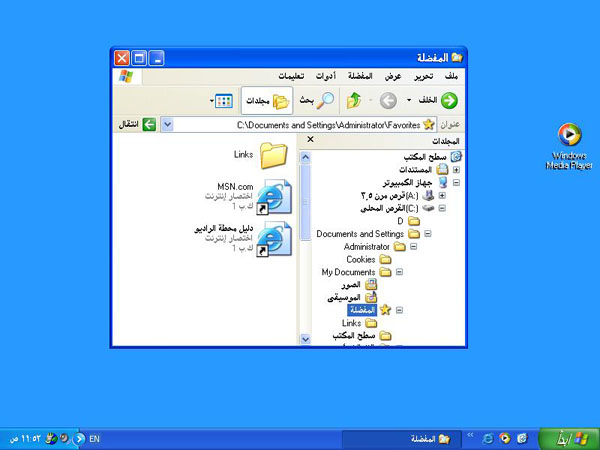 المفضلة
ملف تحرير عرض المفضلة أدوات تعليمات
الخلف بحث مجلدات
عنوان C:\Documents and Settings\Administrator\Favorites انتقال
المجلدات
سطح المكتب
المستندات
جهاز الكمبيوتر
(A:) قرص مرن ٣,٥
(C:) القرص المحلي
D
Documents and Settings
Administrator
Cookies
My Documents
الصور
الموسيقى
المفضلة
Links
سطح المكتب
Links
MSN.com
اختصار إنترنت
١ ك.ب
دليل محطة الراديو
اختصار إنترنت
١ ك.ب
Windows
Media Player
ابدأ
المفضلة
EN
١١:٥٢ ص